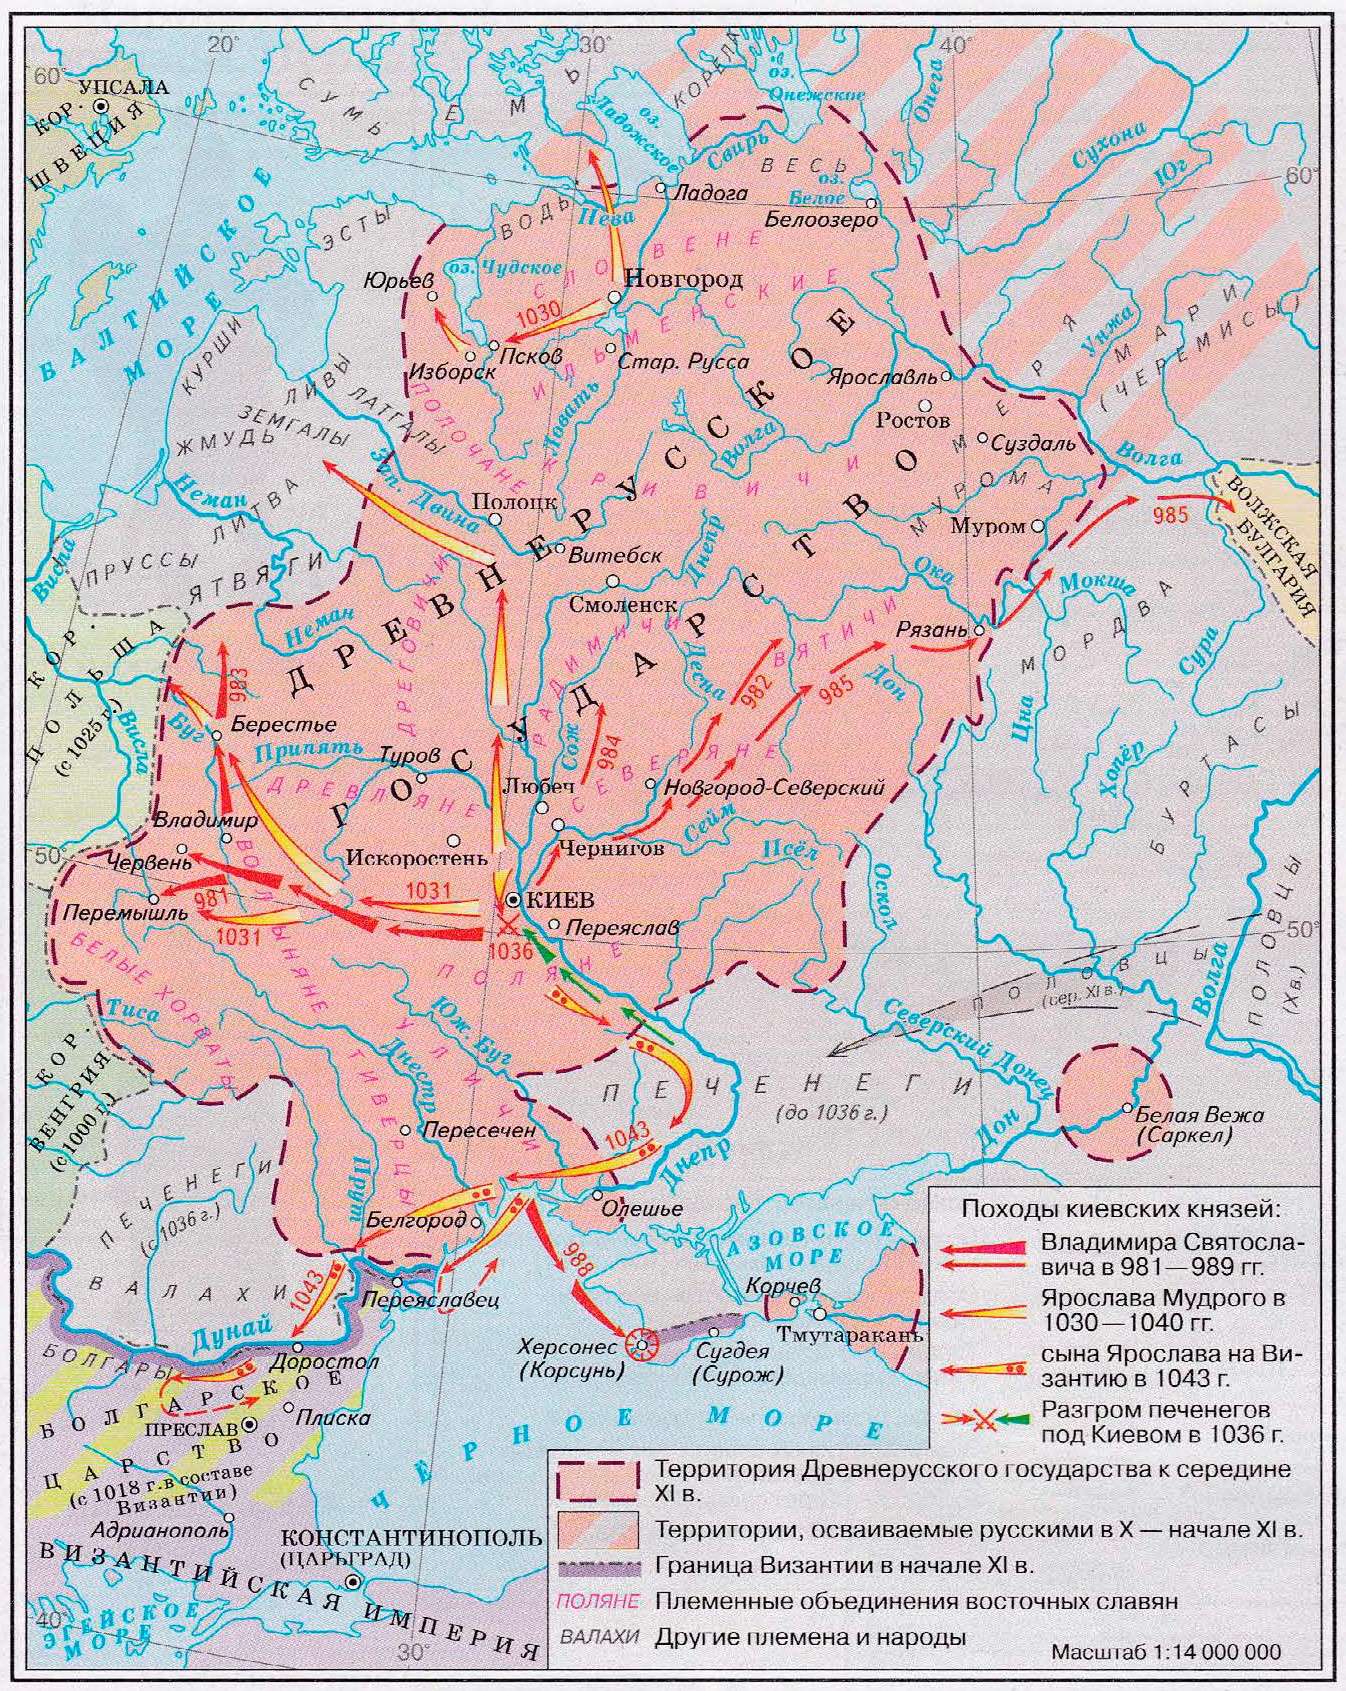 20°
30°
40°
60°
УПСАЛА
КОР.
ШВЕЦИЯ
СУМЬ
ЕМЬ
КОРЕЛА
оз.
Ладожское
оз.
Онежское
Онега
Свирь
ВЕСЬ
оз.
Белое
Белоозеро
Сухона
Юг
60°
Ладога
Нева
ВОДЬ
ЭСТЫ
БАЛТИЙСКОЕ
МОРЕ
Юрьев
оз. Чудское
СЛОВЕНЕ
ИЛЬМЕНСКИЕ
Новгород
1030
Псков
Изборск
Стар. Русса
Ловать
КУРШИ
ЛИВЫ
ЛАТГАЛЫ
ЗЕМГАЛЫ
ЖМУДЬ
ЛИТВА
ПОЛОЧАНЕ
КРИВИЧИ
Волга
Ярославль
Ростов
Суздаль
МЕРЯ
Унжа
МАРИ
(ЧЕРЕМИСЫ)
Волга
МУРОМА
Муром
985
ВОЛЖСКАЯ
БУЛГАРИЯ
Неман
Зап. Двина
Полоцк
Витебск
Смоленск
Днепр
Ока
Мокша
МОРДВА
Сура
Висла
ПРУССЫ
ЯТВЯГИ
Неман
ДРЕВНЕРУССКОЕ
ГОСУДАРСТВО
ДРЕГОВИЧИ
РАДИМИЧИ
ВЯТИЧИ
Рязань
Десна
982
985
Дон
Цна
Хопёр
БУРТАСЫ
КОР.
ПОЛЬША
(с 1025 г.)
Висла
983
Буг
Берестье
Припять
Туров
ДРЕВЛЯНЕ
Сож
984
СЕВЕРЯНЕ
Любеч
Новгород-Северский
Сейм
Псёл
Чернигов
Владимир
Червень
Искоростень
50°
981
Перемышль
1031
1031
ВОЛЫНЯНЕ
КИЕВ
Переяслав
1036
Оскол
50°
ПОЛОВЦЫ
(X в.)
ПОЛОВЦЫ
(сер. XI в.)
Волга
БЕЛЫЕ ХОРВАТЫ
ПОЛЯНЕ
Тиса
Юж. Буг
Днестр
УЛИЧИ
ТИВЕРЦЫ
Северский Донец
ПЕЧЕНЕГИ
(до 1036 г.)
Дон
Белая Вежа
(Саркел)
КОР.
ВЕНГРИЯ
(с 1000 г.)
Пересечен
1043
Днепр
ПЕЧЕНЕГИ
(с 1036 г.)
Прут
Белгород
Олешье
АЗОВСКОЕ
МОРЕ
988
ВАЛАХИ
1043
Переяславец
Корчев
Тмутаракань
Дунай
Доростол
БОЛГАРЫ
Херсонес
(Корсунь)
Сугдея
(Сурож)
БОЛГАРСКОЕ
ЦАРСТВО
ПРЕСЛАВ
Плиска
(с 1018 г. в составе
Византии)
ЧЁРНОЕ МОРЕ
Адрианополь
КОНСТАНТИНОПОЛЬ
(ЦАРЬГРАД)
ВИЗАНТИЙСКАЯ ИМПЕРИЯ
40°
ЭГЕЙСКОЕ
МОРЕ
30°
Походы киевских князей:
Владимира Святосла-
вича в 981—989 гг.
Ярослава Мудрого в
1030—1040 гг.
сына Ярослава на Ви-
зантию в 1043 г.
Разгром печенегов
под Киевом в 1036 г.
Территория Древнерусского государства к середине
XI в.
Территории, осваиваемые русскими в X — начале XI в.
Граница Византии в начале XI в.
ПОЛЯНЕ Племенные объединения восточных славян
ВАЛАХИ Другие племена и народы
Масштаб 1:14 000 000